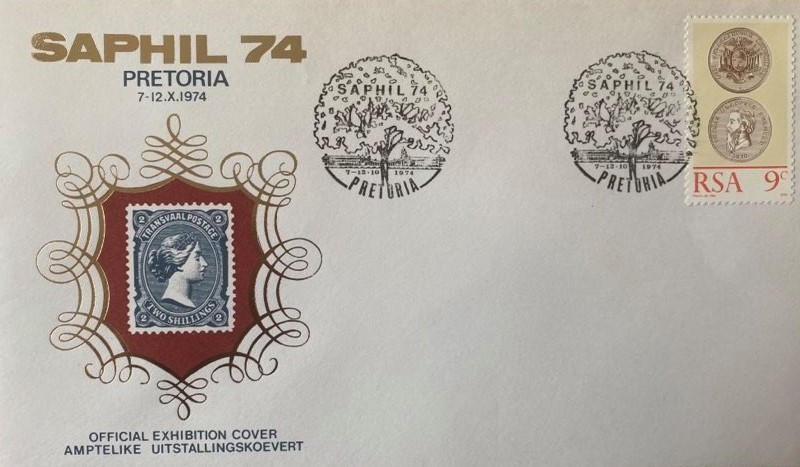 SAPHIL 74
PRETORIA
7-12.X.1974
2 TRANSVAAL POSTAGE 2
2 TWO SHILLINGS 2
OFFICIAL EXHIBITION COVER
AMPTELIKE UITSTALLINGSKOEVERT
SAPHIL 74
7-12-10 1974
PRETORIA
SAPHIL 74
7-12-10 1974
PRETORIA
RSA 9c